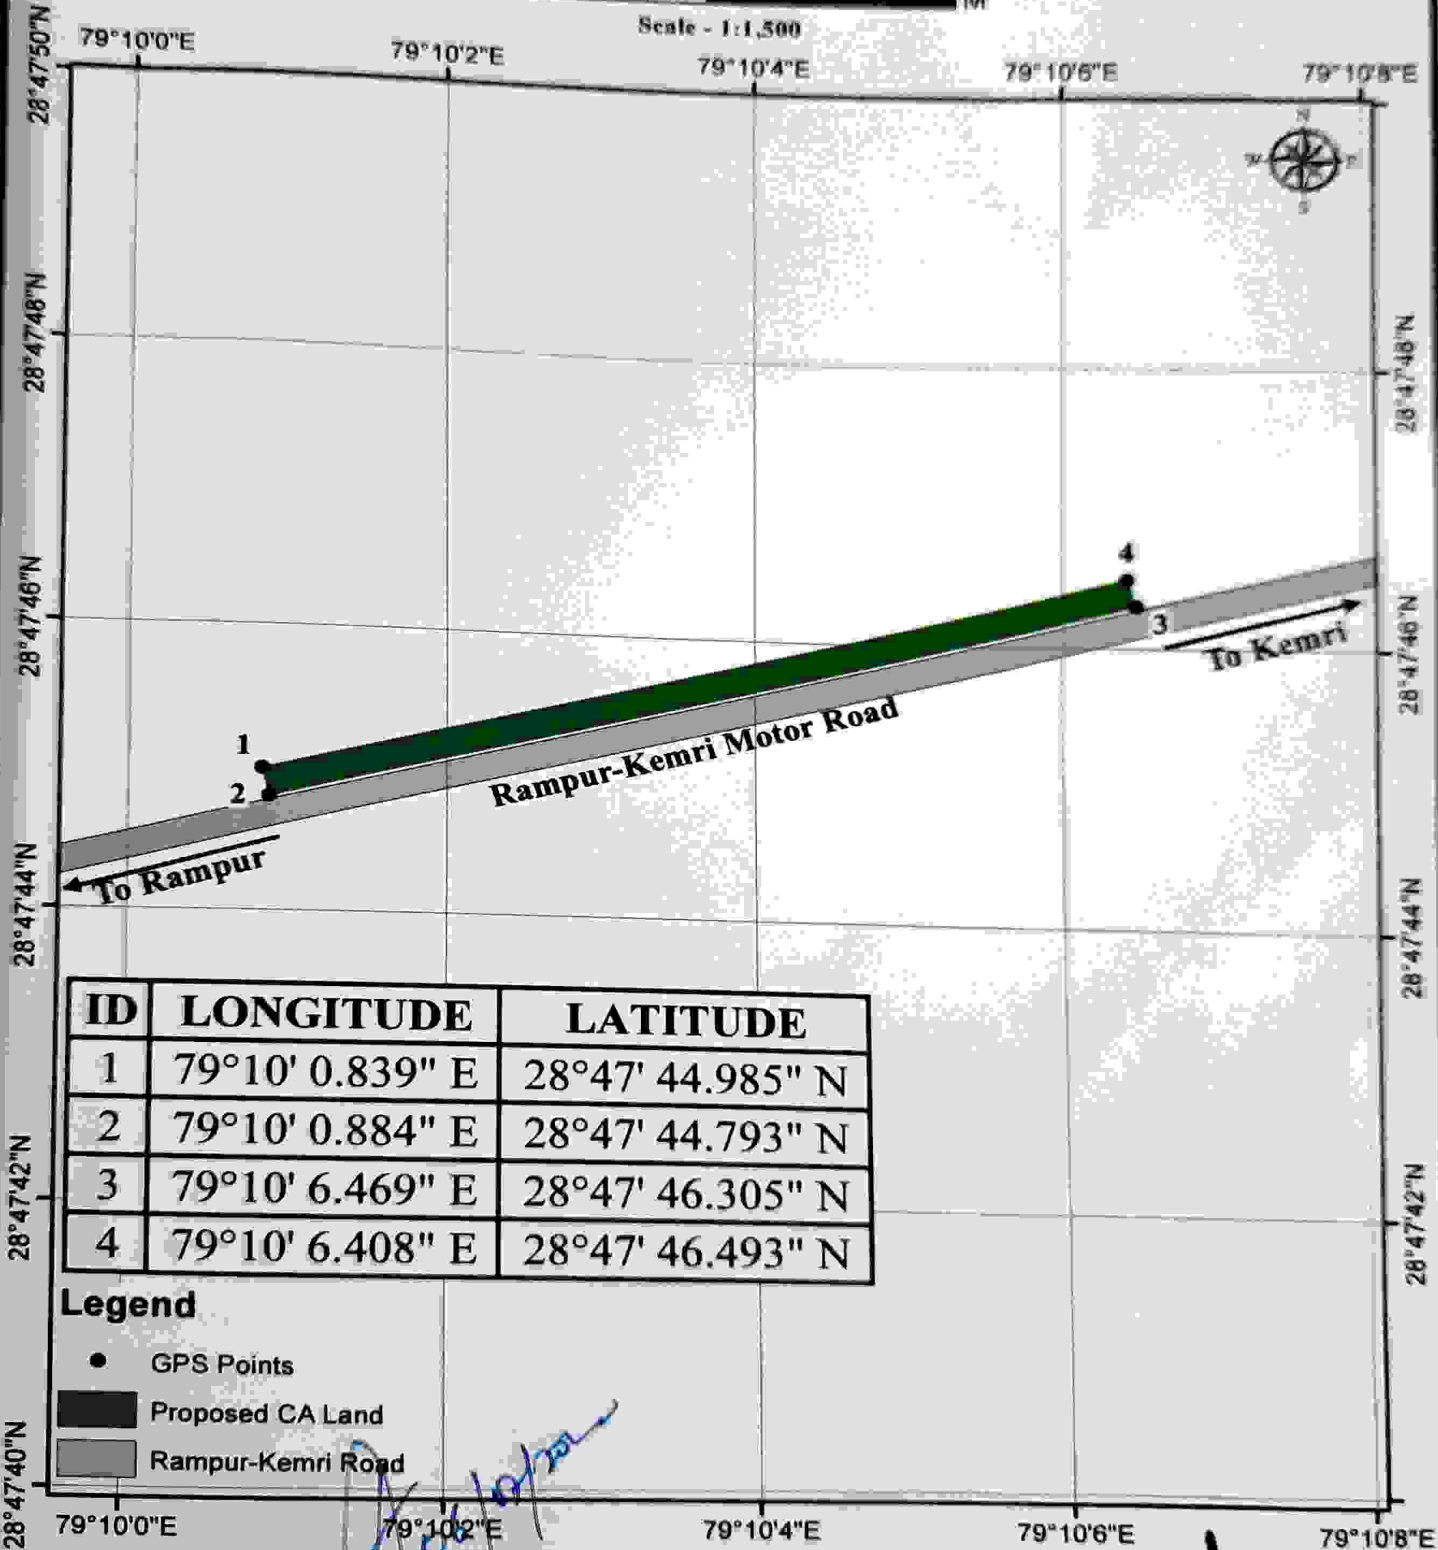 Scale - 1:1,500
79°10'0"E 79°10'2"E 79°10'4"E 79°10'6"E 79°10'8"E
28°47'50"N
N
W E
S
28°47'48"N 28°47'48"N
28°47'46"N 28°47'46"N
4
3
To Kemri
1
2
Rampur-Kemri Motor Road
To Rampur
28°47'44"N 28°47'44"N
ID LONGITUDE LATITUDE
1 79°10' 0.839" E 28°47' 44.985" N
2 79°10' 0.884" E 28°47' 44.793" N
3 79°10' 6.469" E 28°47' 46.305" N
4 79°10' 6.408" E 28°47' 46.493" N
28°47'42"N 28°47'42"N
Legend
GPS Points
Proposed CA Land
Rampur-Kemri Road
28°47'40"N
79°10'0"E 79°10'2"E 79°10'4"E 79°10'6"E 79°10'8"E